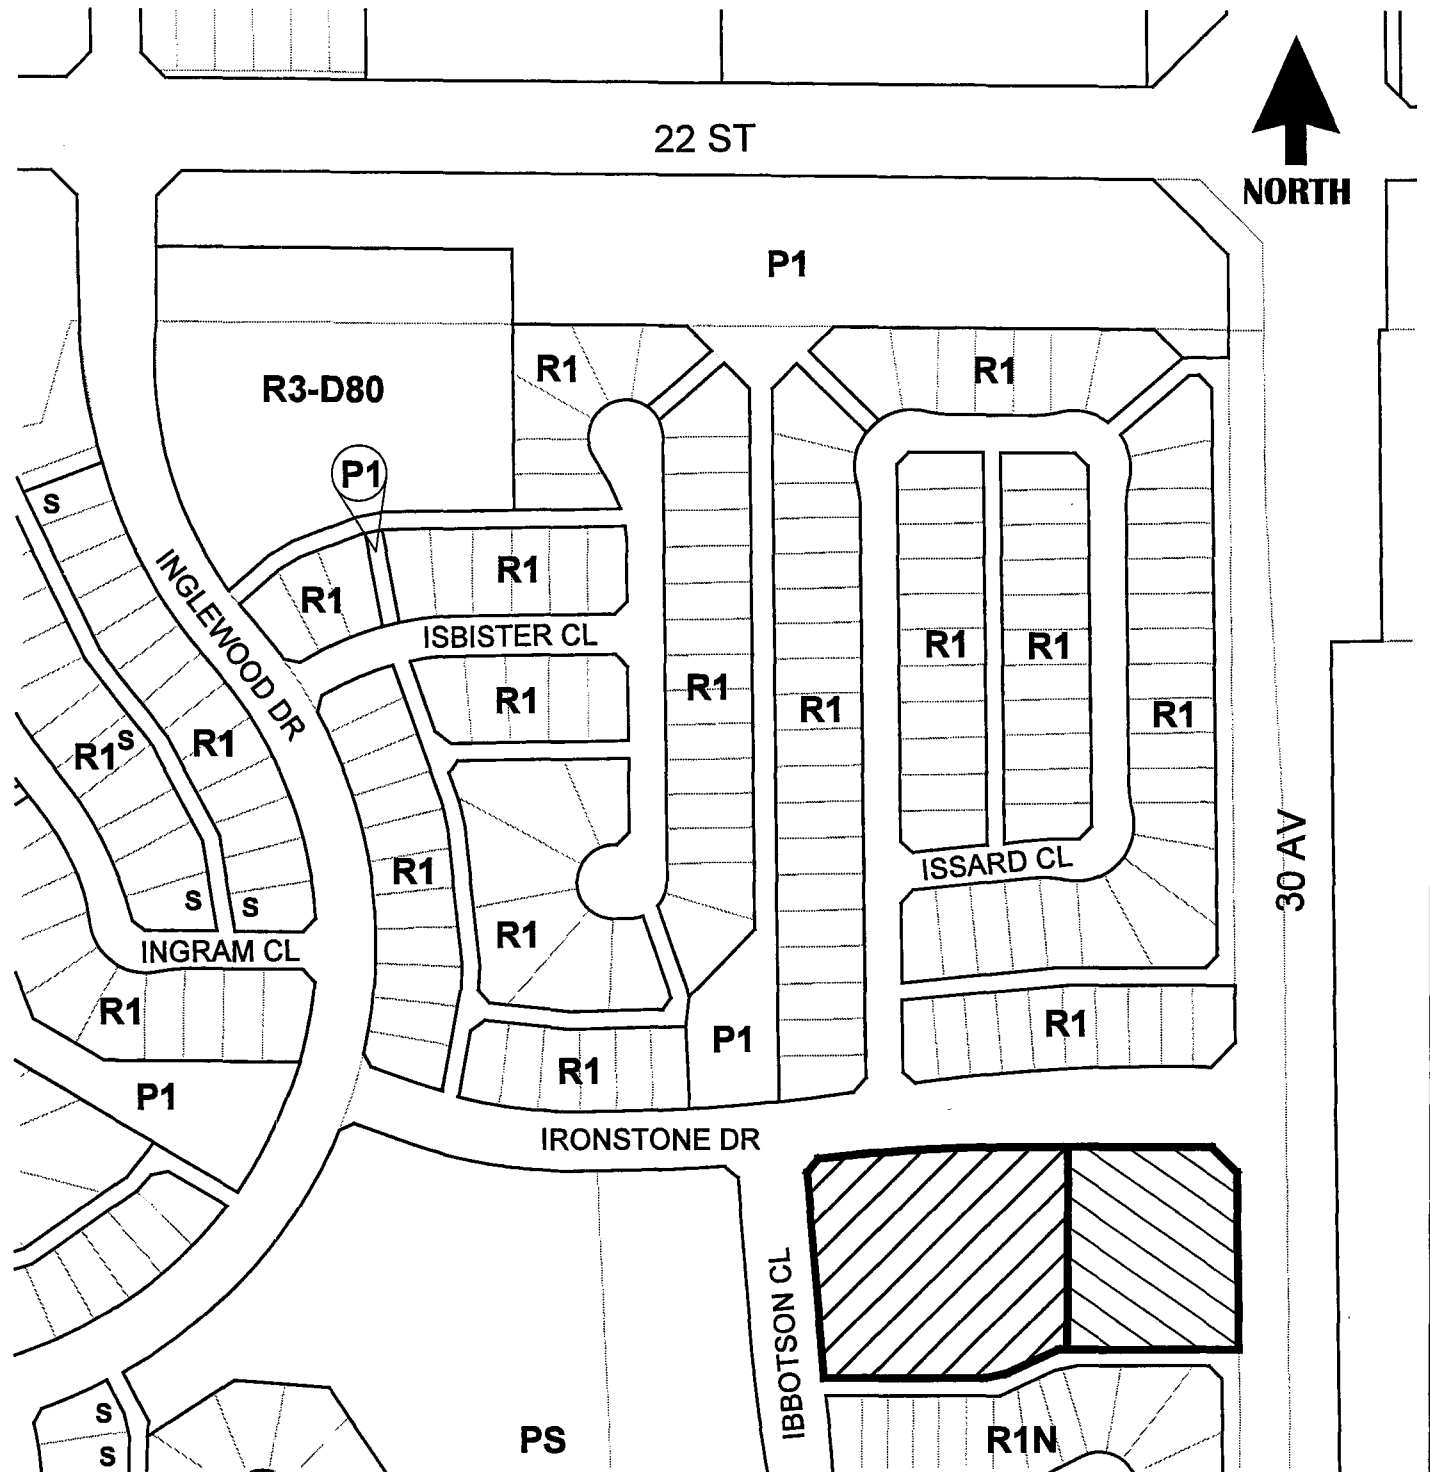 22 ST
NORTH
P1
R1
R1
R3-D80
P1
S
R1
R1
INGLEWOOD DR
ISBISTER CL
R1
R1
R1
R1
R1
R1
R1
R1S
R1
30 AV
ISSARD CL
R1
S
S
R1
INGRAM CL
R1
R1
P1
R1
P1
IRONSTONE DR
IBBOTSON CL
S
S
PS
R1N